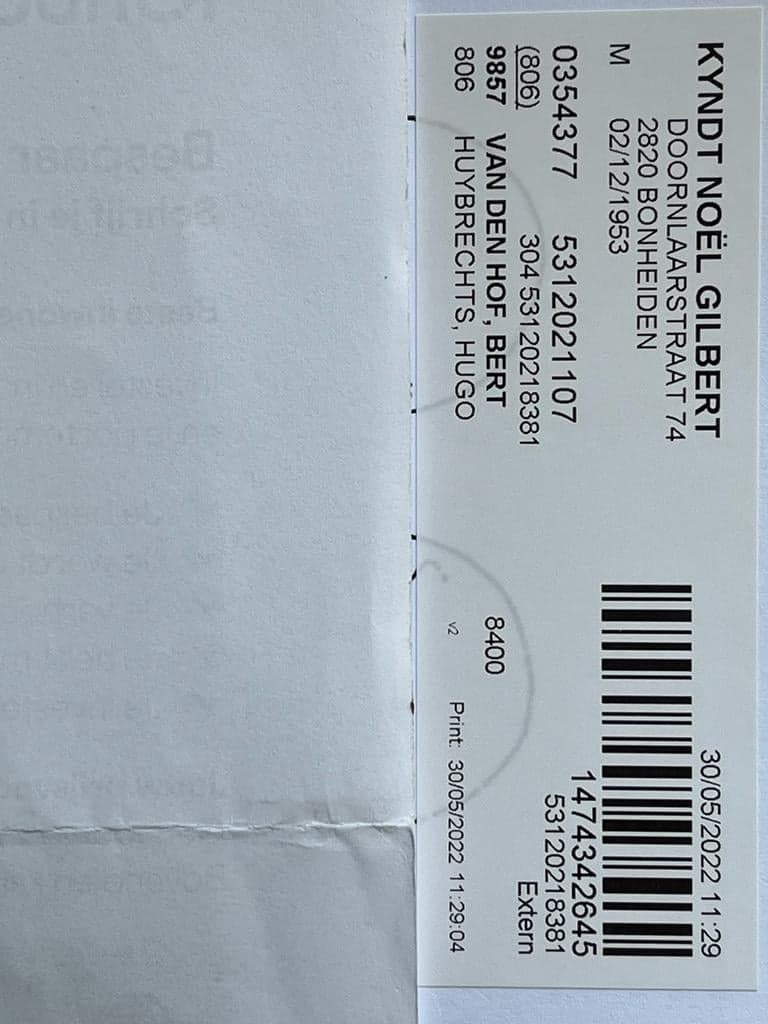 KYNDT NOËL GILBERT
30/05/2022 11:29
DOORNLAARSTRAAT 74
2820 BONHEIDEN
M 02/12/1953
1474342645
0354377 5312021107
53120218381
(806) 304 53120218381
Extern
9857 VAN DEN HOF, BERT
8400
806 HUYBRECHTS, HUGO
v2 Print: 30/05/2022 11:29:04